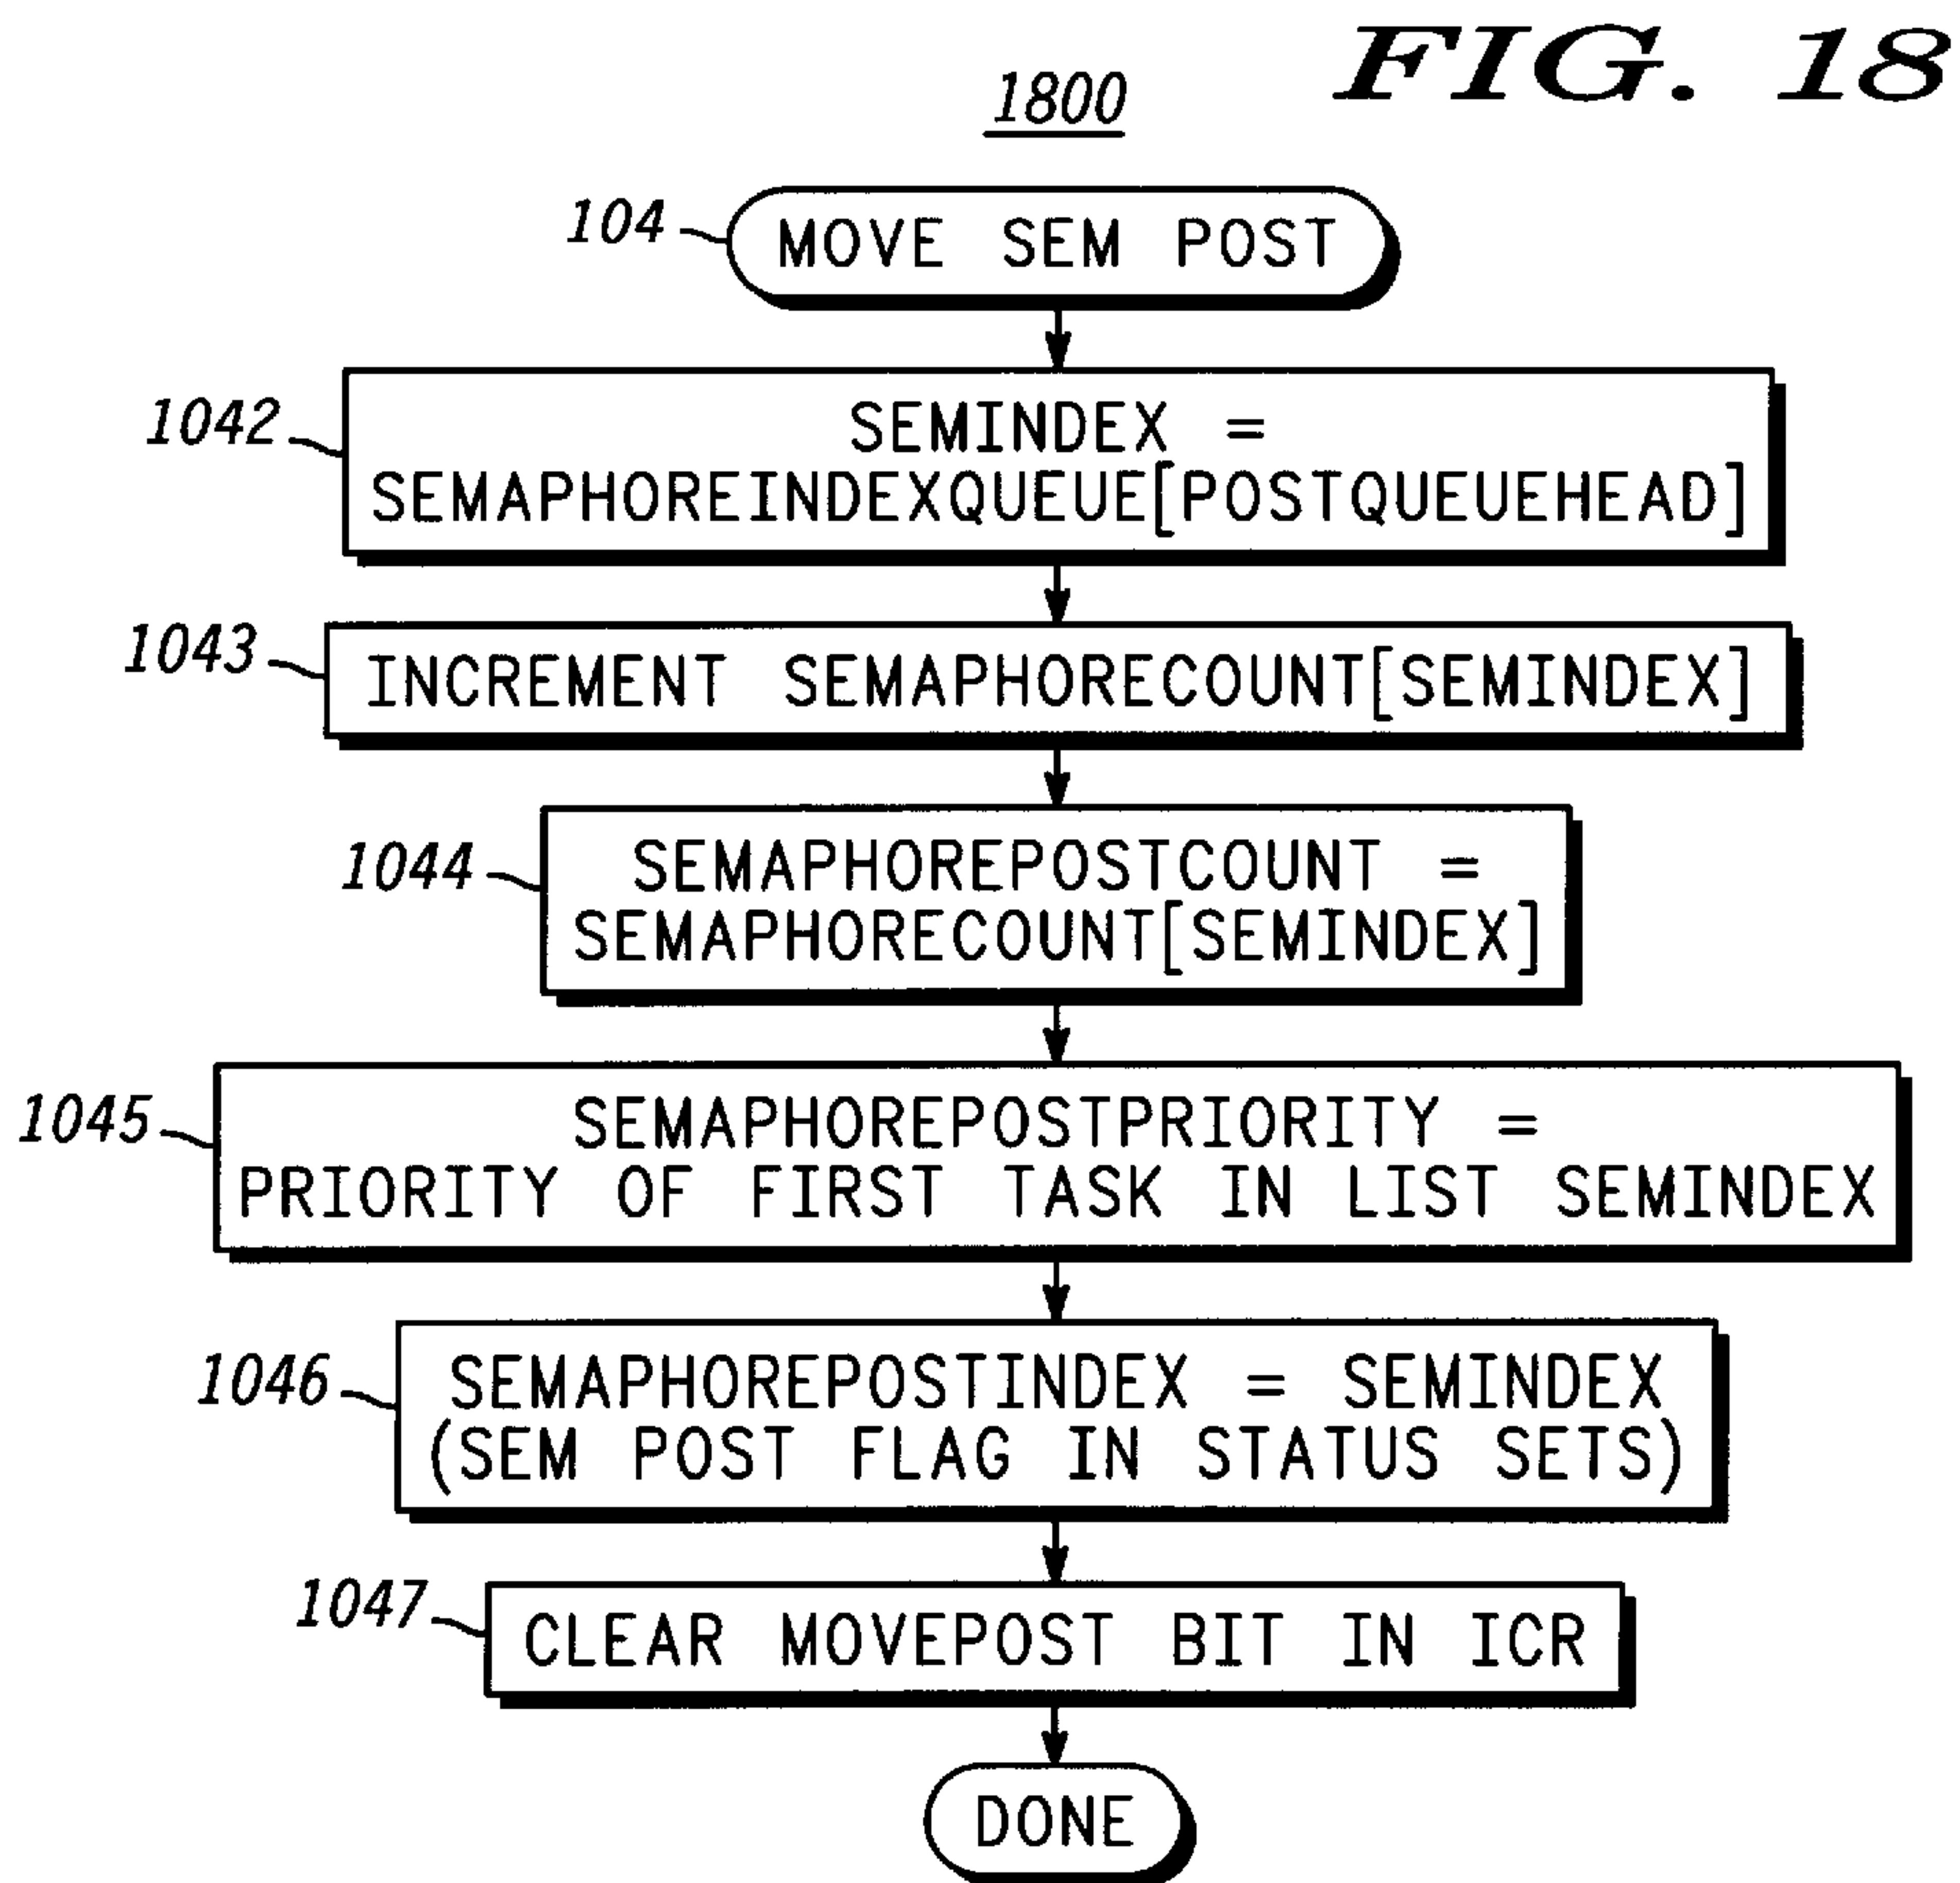 FIG. 18
1800
104
MOVE SEM POST
1042
SEMINDEX =
SEMAPHOREINDEXQUEUE[POSTQUEUEHEAD]
1043
INCREMENT SEMAPHORECOUNT[SEMINDEX]
1044
SEMAPHOREPOSTCOUNT =
SEMAPHORECOUNT[SEMINDEX]
1045
SEMAPHOREPOSTPRIORITY =
PRIORITY OF FIRST TASK IN LIST SEMINDEX
1046
SEMAPHOREPOSTINDEX = SEMINDEX
(SEM POST FLAG IN STATUS SETS)
1047
CLEAR MOVEPOST BIT IN ICR
DONE